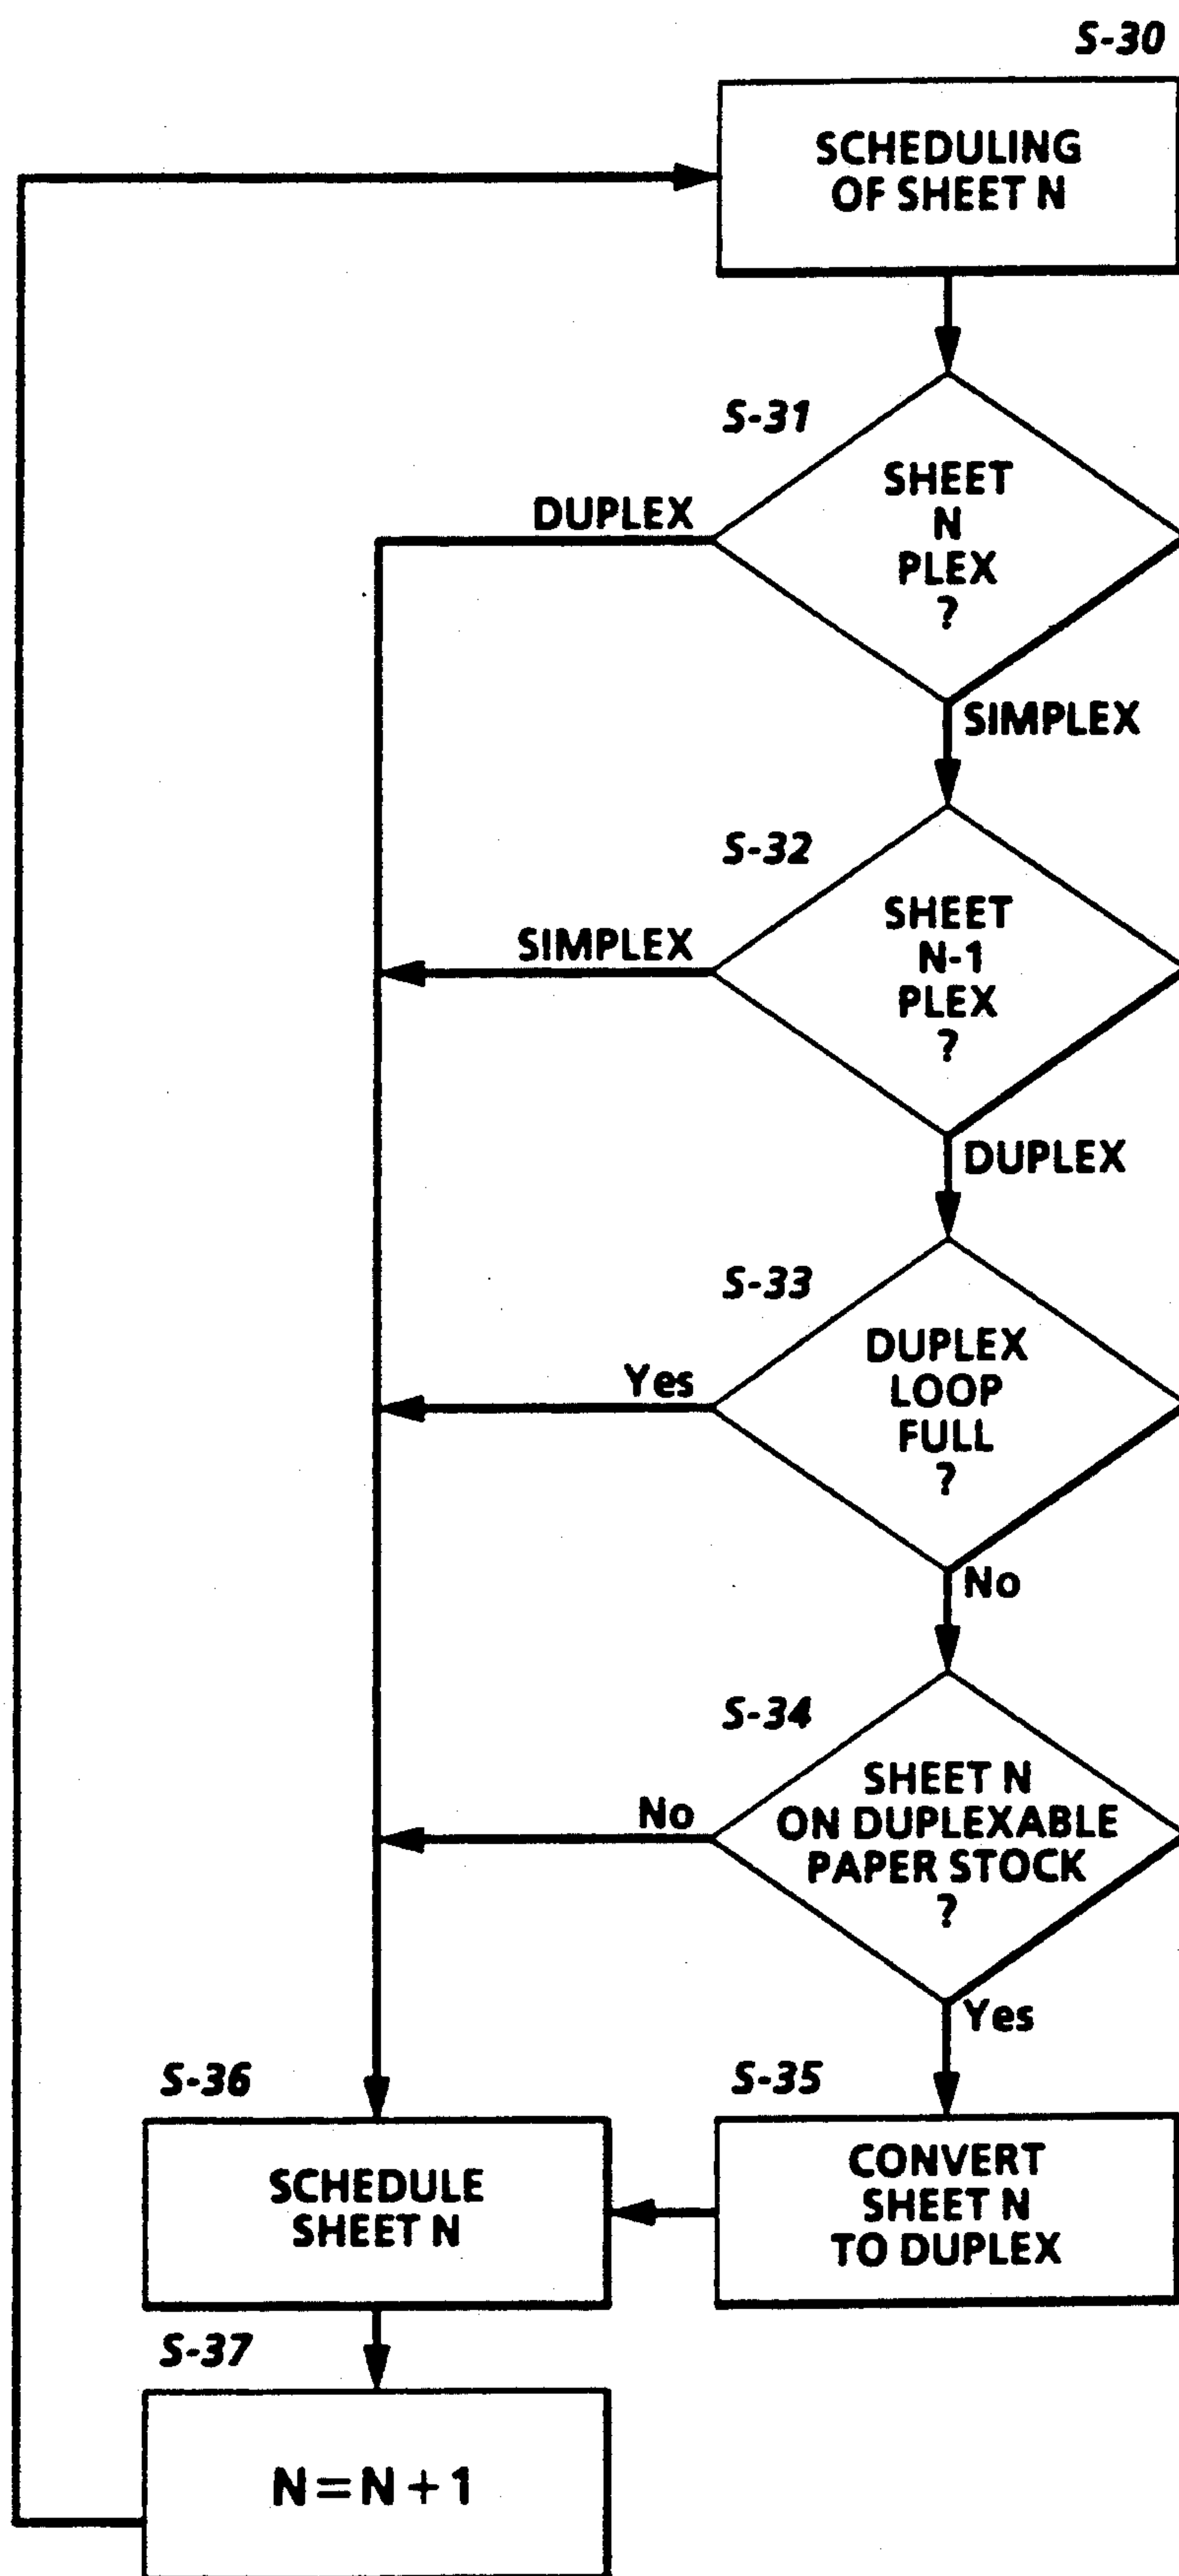 S-30
SCHEDULING
OF SHEET N
S-31
SHEET
N
PLEX
?
DUPLEX
SIMPLEX
S-32
SHEET
N-1
PLEX
?
SIMPLEX
DUPLEX
S-33
DUPLEX
LOOP
FULL
?
Yes
No
S-34
SHEET N
ON DUPLEXABLE
PAPER STOCK
?
No
Yes
S-35
CONVERT
SHEET N
TO DUPLEX
S-36
SCHEDULE
SHEET N
S-37
N=N+1